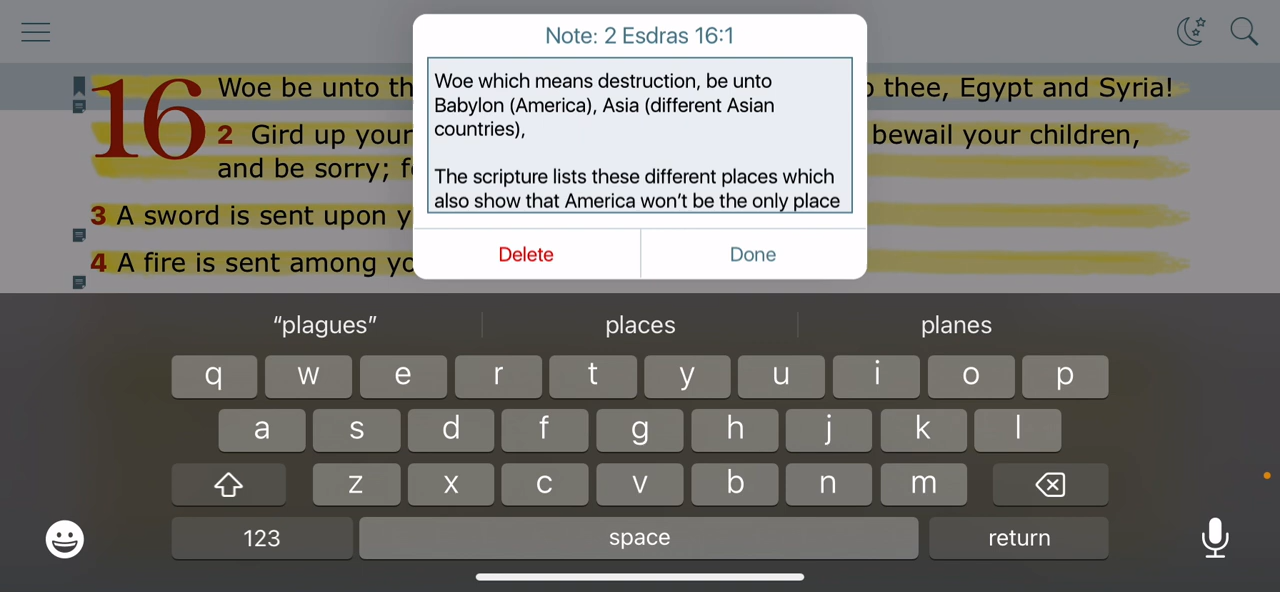 Note: 2 Esdras 16:1
Woe which means destruction, be unto
Babylon (America), Asia (different Asian
countries),
The scripture lists these different places which
also show that America won’t be the only place
Delete Done
16 Woe be unto th o thee, Egypt and Syria!
2 Gird up your bewail your children,
and be sorry; f
3 A sword is sent upon y
4 A fire is sent among yo
“plagues” places planes
q w e r t y u i o p
a s d f g h j k l
z x c v b n m
123 space return